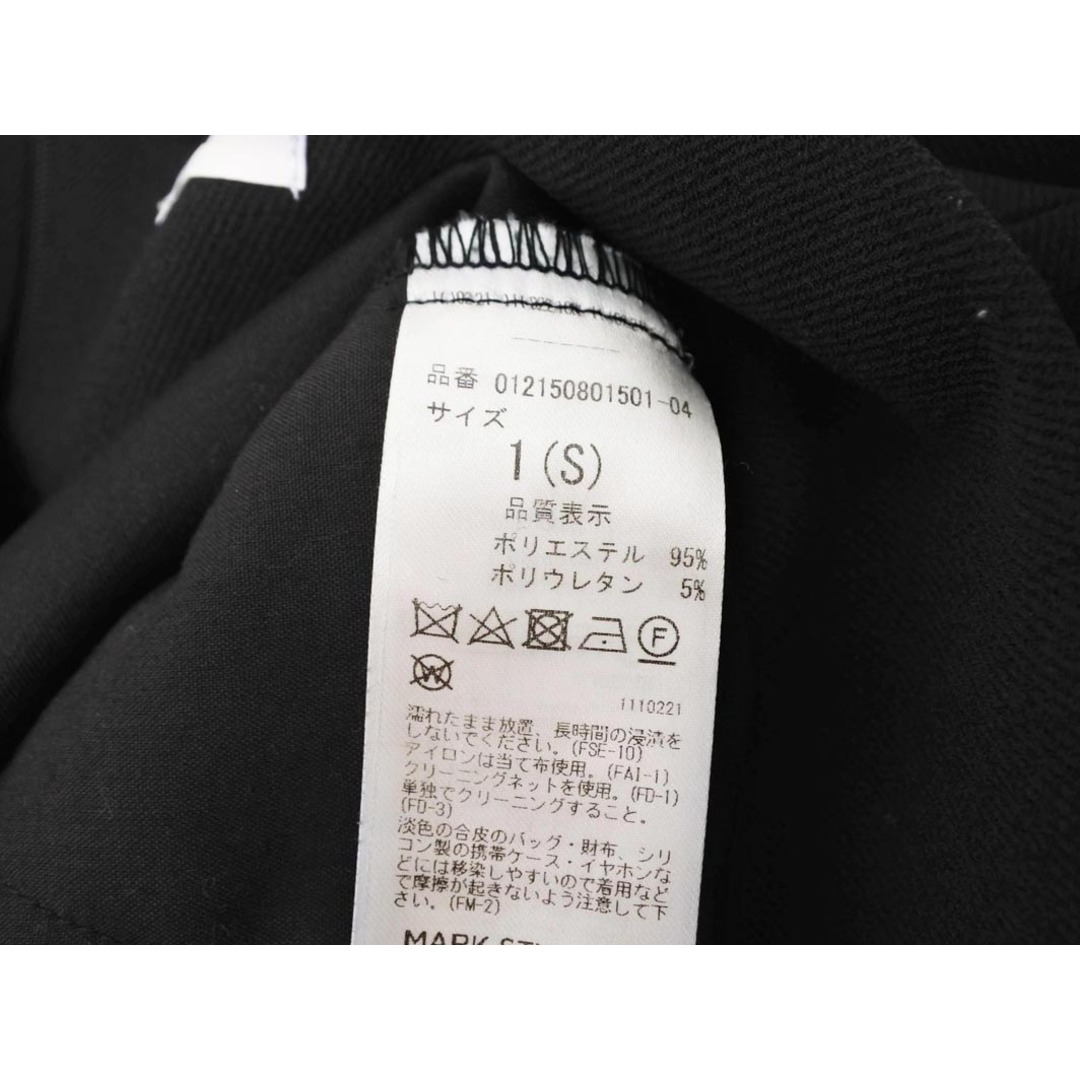 品番 012150801501-04
サイズ
1(S)
品質表示
ポリエステル 95%
ポリウレタン 5%
F
W
1110221
濡れたまま放置、長時間の浸漬を
しないでください。(FSE-10)
アイロンは当て布使用。(FAI-1)
クリーニングネットを使用。(FD-1)
単独でクリーニングすること。
(FD-3)
淡色の合皮のバッグ・財布、シリ
コン製の携帯ケース・イヤホンな
どには移染しやすいので着用など
で摩擦が起きないよう注意して下
さい。(FM-2)
MARK